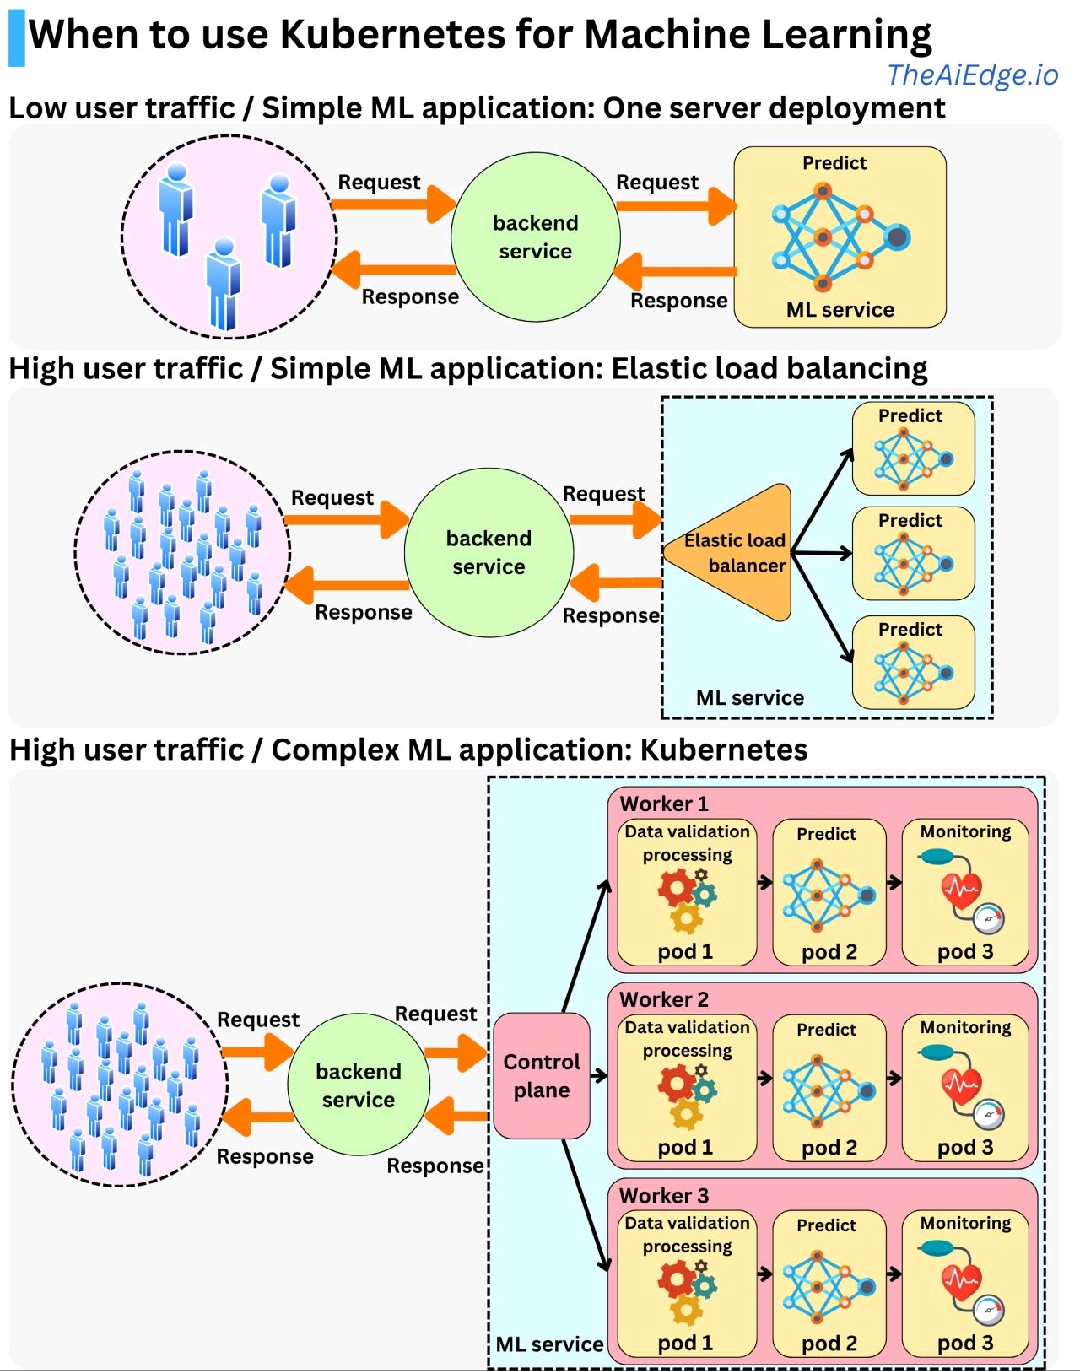 When to use Kubernetes for Machine Learning
TheAiEdge.io
Low user traffic / Simple ML application: One server deployment
Request
Response
backend
service
Request
Response
Predict
ML service
High user traffic / Simple ML application: Elastic load balancing
Request
Response
backend
service
Request
Response
Elastic load
balancer
Predict
Predict
Predict
ML service
High user traffic / Complex ML application: Kubernetes
Request
Response
backend
service
Request
Response
Control
plane
Worker 1
Data validation
processing
pod 1
Predict
pod 2
Monitoring
pod 3
Worker 2
Data validation
processing
pod 1
Predict
pod 2
Monitoring
pod 3
Worker 3
Data validation
processing
pod 1
Predict
pod 2
Monitoring
pod 3
ML service